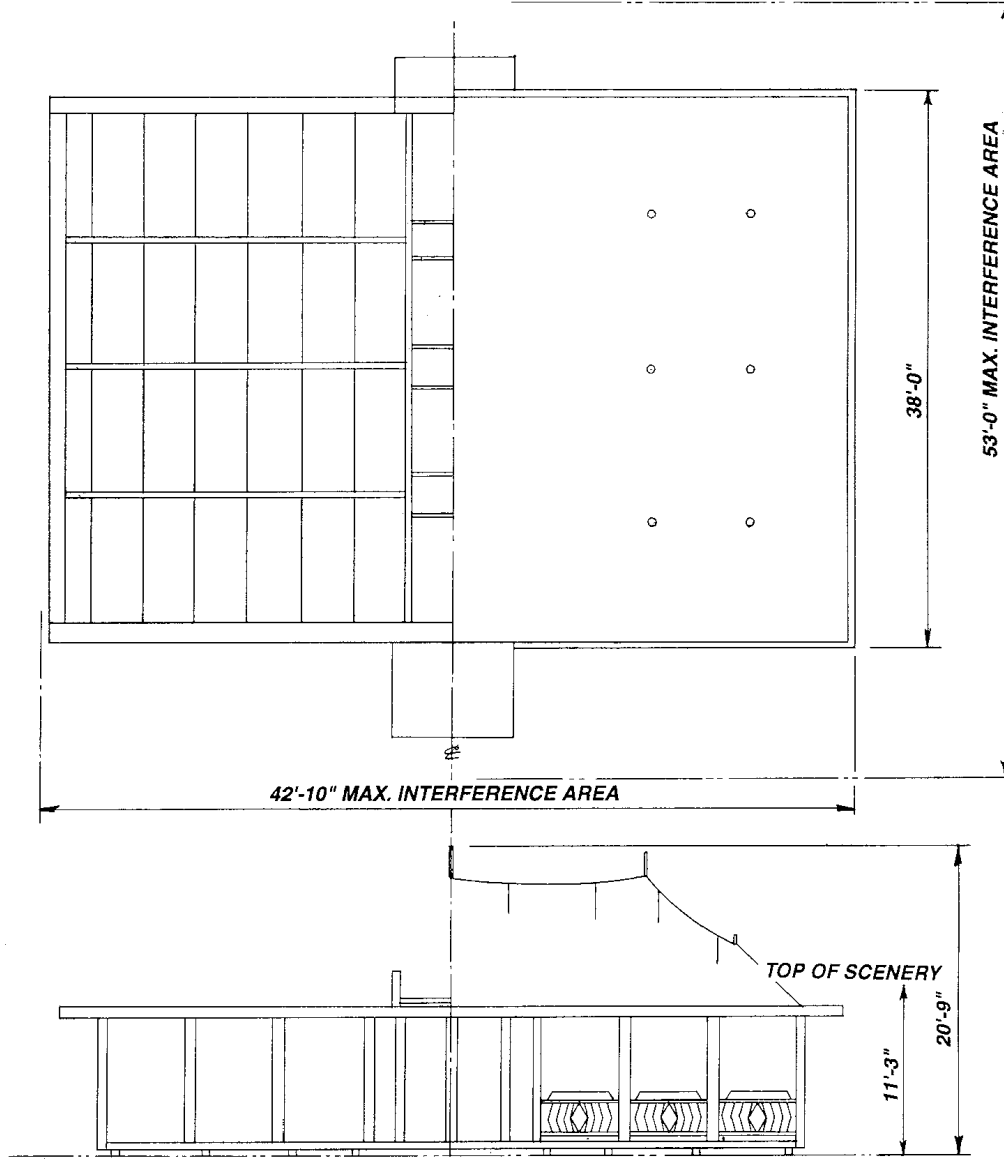 53'-0" MAX. INTERFERENCE AREA
38'-0"
42'-10" MAX. INTERFERENCE AREA
TOP OF SCENERY
20'-9"
11'-3"